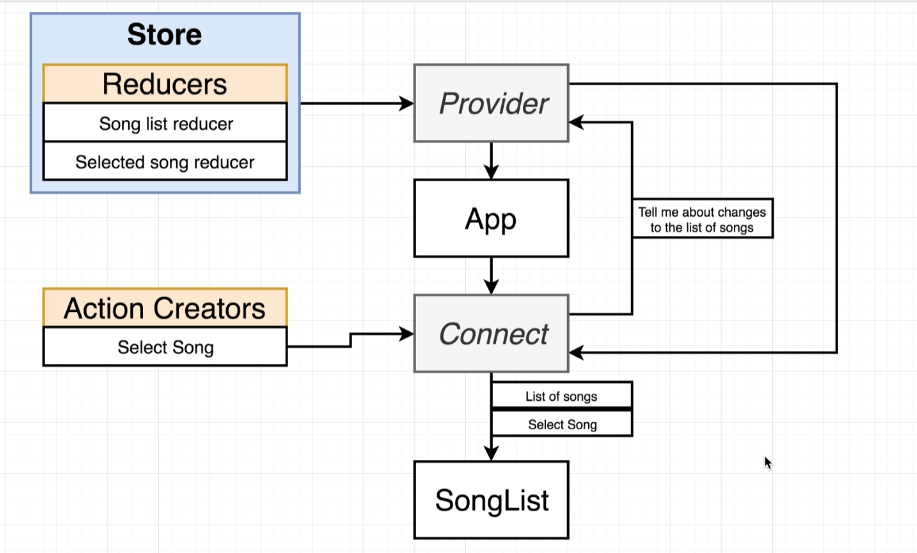 Store
Reducers
Song list reducer
Selected song reducer
Provider
App
Tell me about changes
to the list of songs
Action Creators
Select Song
Connect
List of songs
Select Song
SongList